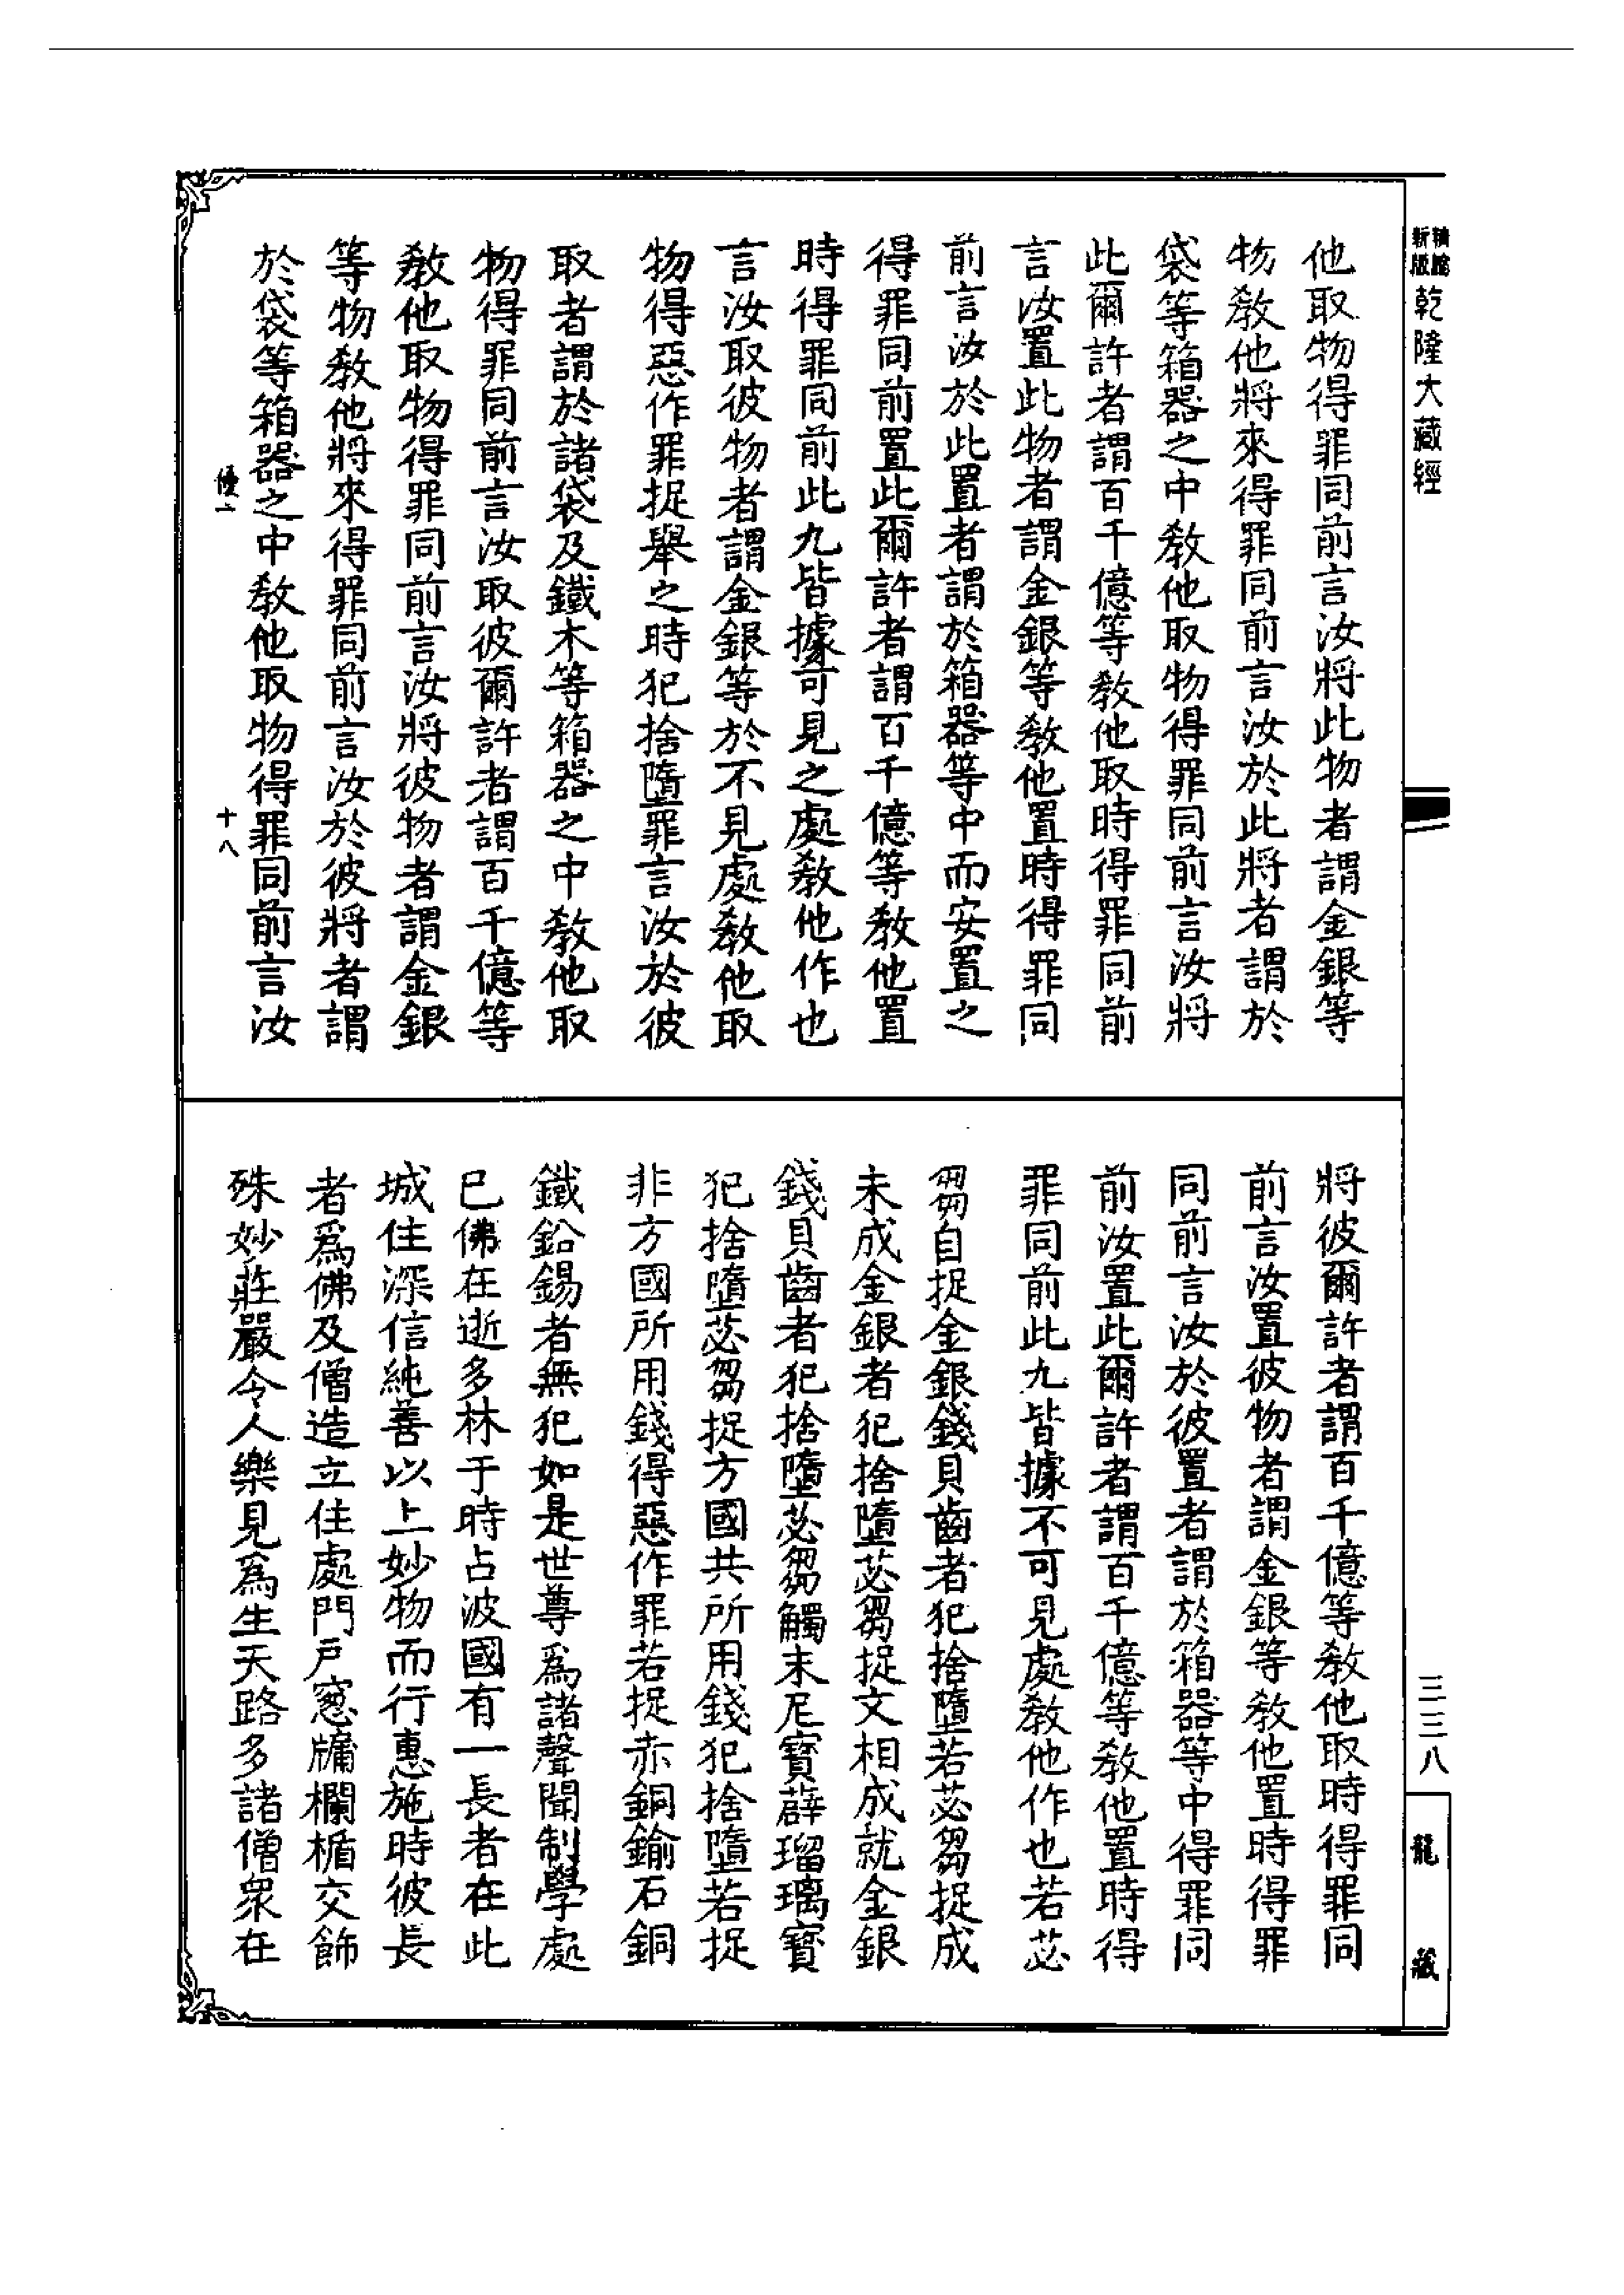 乾隆大藏經
他取物得罪同前言汝將此物者謂金銀等
物教他將來得罪同前言汝於此將者謂於
袋等箱器之中教他取物得罪同前言汝將
此爾許者謂百千億等教他取時得罪同前
言汝置此物者謂金銀等教他置時得罪同
前言汝於此置者謂於箱器等中而安置之
得罪同前置此爾許者謂百千億等教他置
時得罪同前此九皆據可見之處教他作也
言汝取彼物者謂金銀等於不見處教他取
物得惡作罪捉舉之時犯捨墮罪言汝於彼
取者謂於諸袋及鐵木等箱器之中教他取
物得罪同前言汝取彼爾許者謂百千億等
教他取物得罪同前言汝將彼物者謂金銀
等物教他將來得罪同前言汝於彼將者謂
於袋等箱器之中教他取物得罪同前言汝
十八
將彼爾許者謂百千億等教他取時得罪同
前言汝置彼物者謂金銀等教他置時得罪
同前言汝於彼置者謂於箱器等中得罪同
前汝置此爾許者謂百千億等教他置時得
罪同前此九皆據不可見處教他作也若苾
芻自捉金銀錢貝齒者犯捨墮若苾芻捉成
未成金銀者犯捨墮苾芻捉文相成就金銀
錢貝齒者犯捨墮苾芻觸末尼寶薜瑠璃寶
犯捨墮苾芻捉方國共所用錢犯捨墮若捉
非方國所用錢得惡作罪若捉赤銅鍮石銅
鐵鉛錫者無犯如是世尊爲諸聲聞制學處
已佛在逝多林于時占波國有一長者在此
城住深信純善以上妙物而行惠施時彼長
者爲佛及僧造立住處門戶窻牖欄楯交飾
殊妙莊嚴令人樂見爲生天路多諸僧衆在
三三八
龍藏